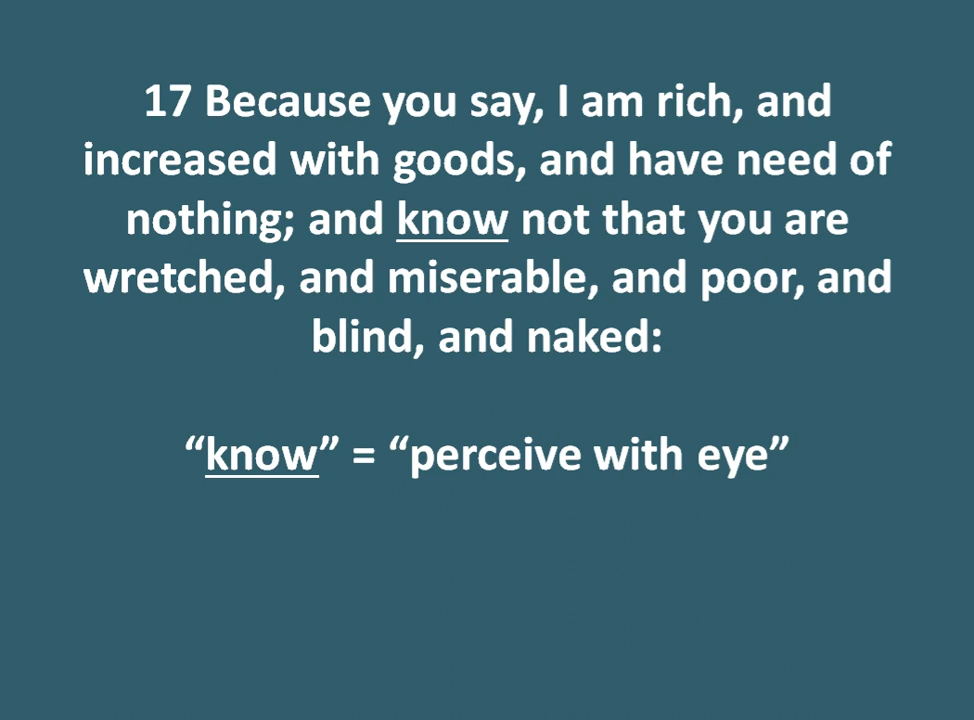 17 Because you say, I am rich, and
increased with goods, and have need of
nothing; and know not that you are
wretched, and miserable, and poor, and
blind, and naked:
“know” = “perceive with eye”